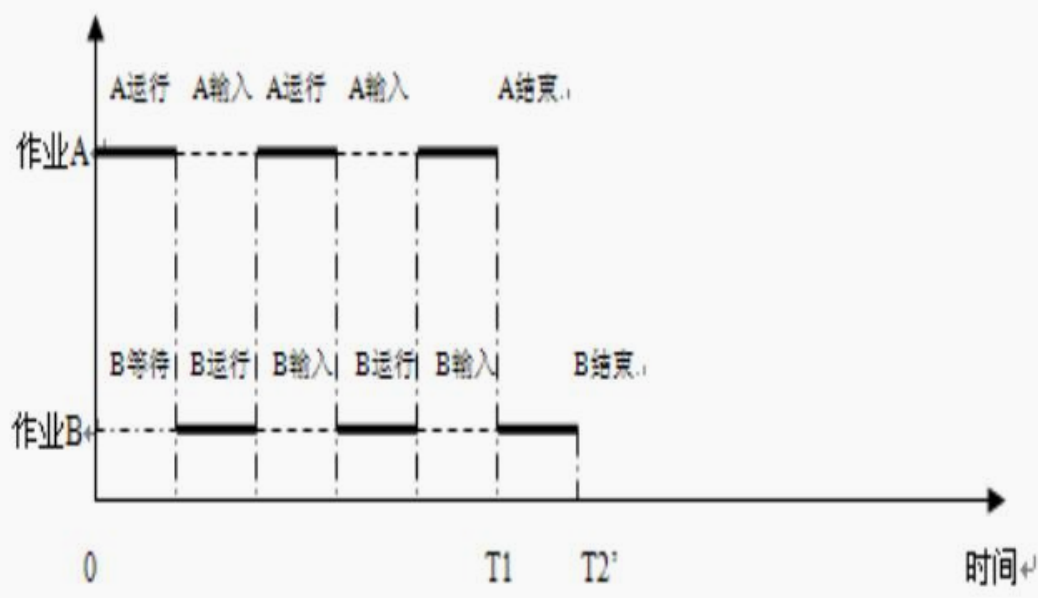 A运行 A输入 A运行 A输入 A结束
作业A
B等待 B运行 B输入 B运行 B输入 B结束
作业B
0 T1 T2' 时间